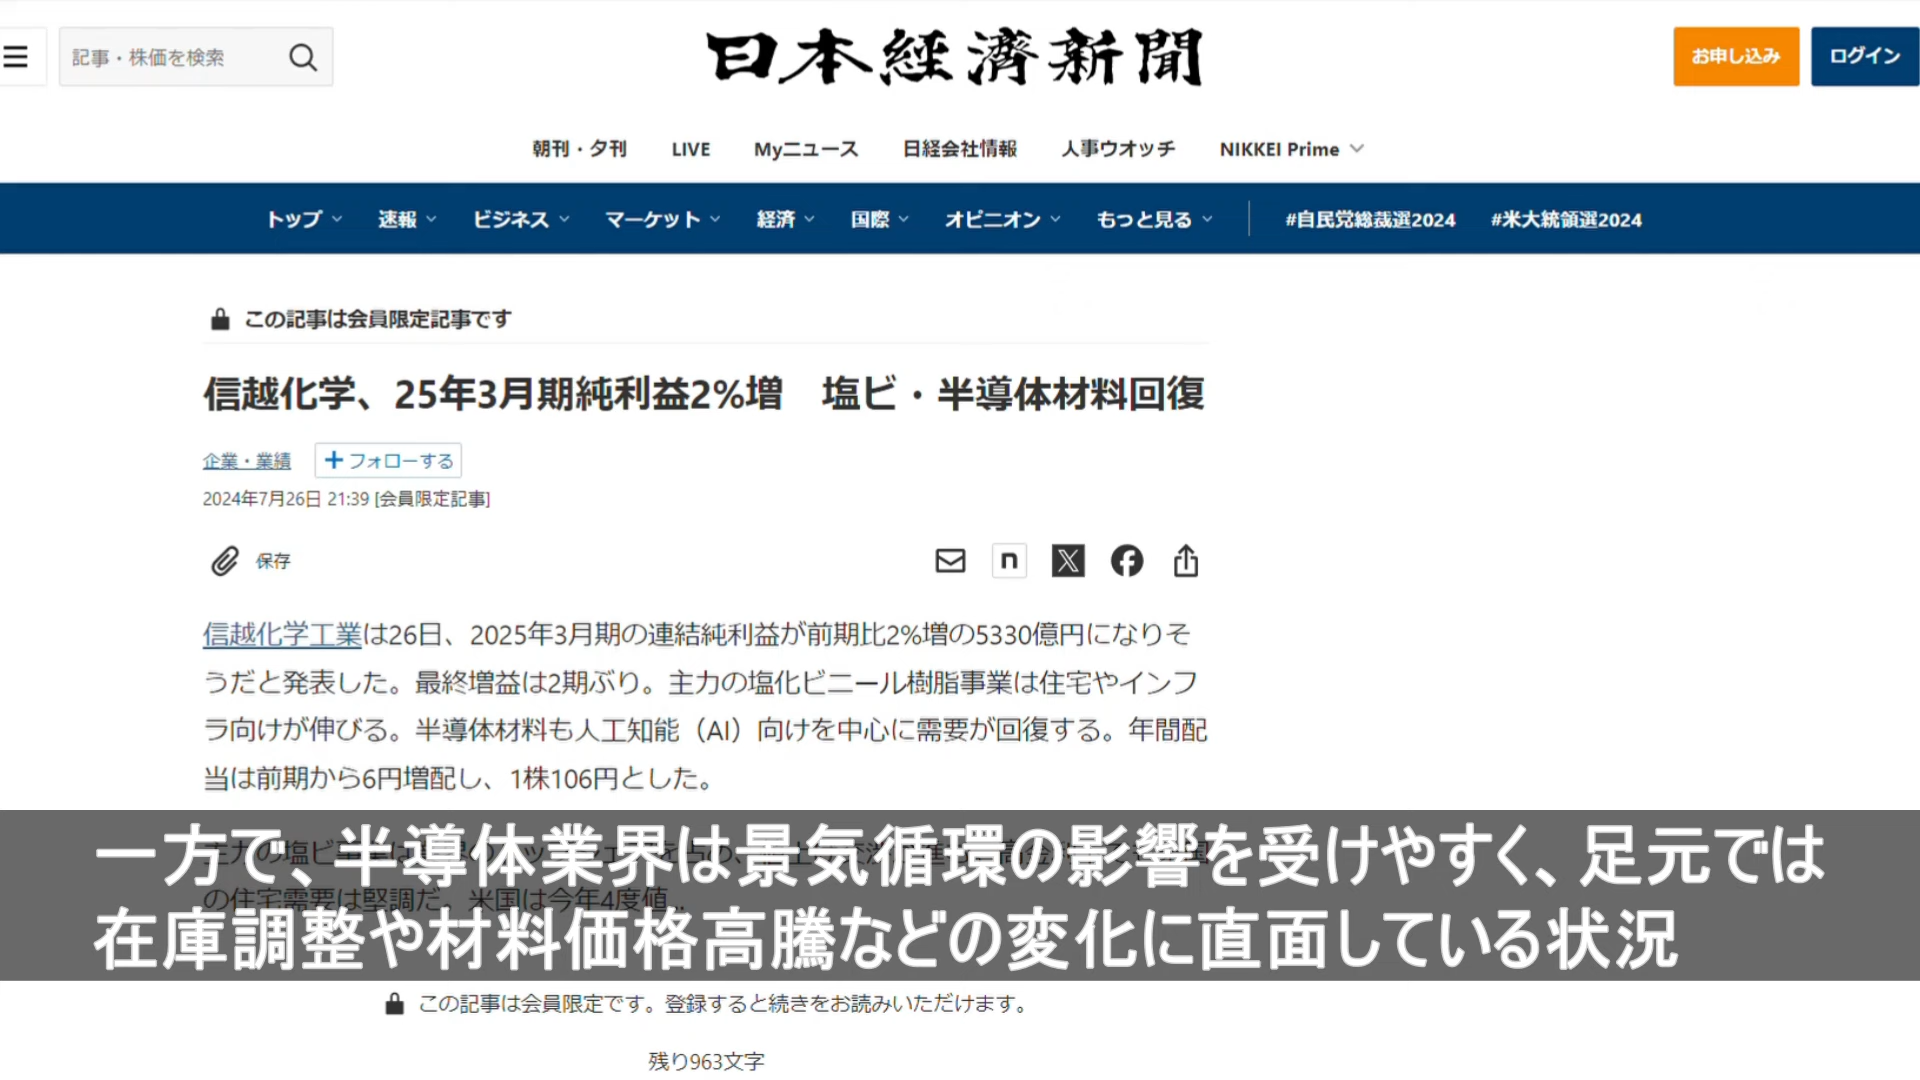 記事・株価を検索
日本経済新聞
お申し込み
ログイン
朝刊・夕刊 LIVE Myニュース 日経会社情報 人事ウオッチ NIKKEI Prime
トップ 速報 ビジネス マーケット 経済 国際 オピニオン もっと見る #自民党総裁選2024 #米大統領選2024
この記事は会員限定記事です
信越化学、25年3月期純利益2%増　塩ビ・半導体材料回復
企業・業績 +フォローする
2024年7月26日 21:39 [会員限定記事]
保存
信越化学工業は26日、2025年3月期の連結純利益が前期比2%増の5330億円になりそ
うだと発表した。最終増益は2期ぶり。主力の塩化ビニール樹脂事業は住宅やインフ
ラ向けが伸びる。半導体材料も人工知能（AI）向けを中心に需要が回復する。年間配
当は前期から6円増配し、1株106円とした。
一方で、半導体業界は景気循環の影響を受けやすく、足元では
の住宅需要は堅調だ。米国は今年4度値...
在庫調整や材料価格高騰などの変化に直面している状況
この記事は会員限定です。登録すると続きをお読みいただけます。
残り963文字